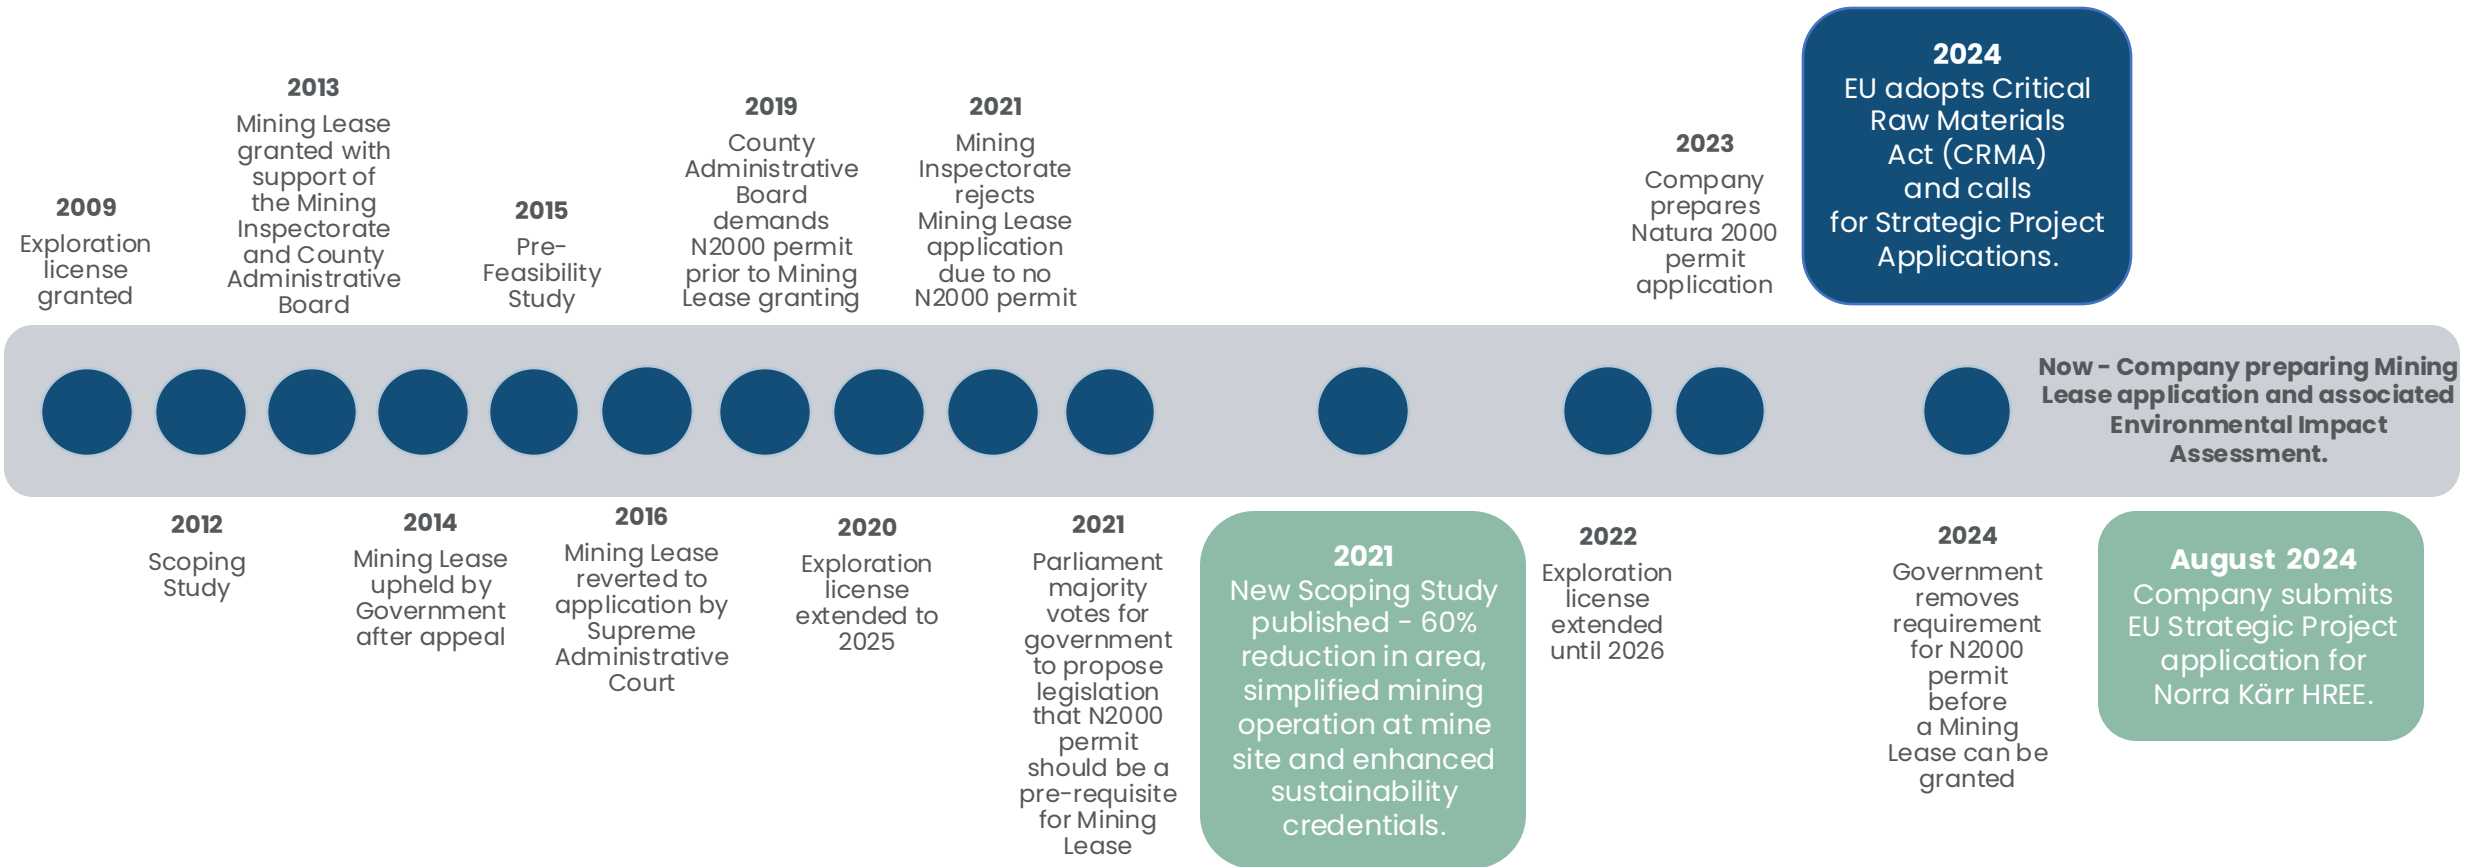 2009
Exploration
license
granted
2013
Mining Lease
granted with
support of
the Mining
Inspectorate
and County
Administrative
Board
2015
Pre-
Feasibility
Study
2019
County
Administrative
Board
demands
N2000 permit
prior to Mining
Lease granting
2021
Mining
Inspectorate
rejects
Mining Lease
application
due to no
N2000 permit
2023
Company
prepares
Natura 2000
permit
application
2024
EU adopts Critical
Raw Materials
Act (CRMA)
and calls
for Strategic Project
Applications.
Now - Company preparing Mining
Lease application and associated
Environmental Impact
Assessment.
2012
Scoping
Study
2014
Mining Lease
upheld by
Government
after appeal
2016
Mining Lease
reverted to
application by
Supreme
Administrative
Court
2020
Exploration
license
extended to
2025
2021
Parliament
majority
votes for
government
to propose
legislation
that N2000
permit
should be a
pre-requisite
for Mining
Lease
2021
New Scoping Study
published - 60%
reduction in area,
simplified mining
operation at mine
site and enhanced
sustainability
credentials.
2022
Exploration
license
extended
until 2026
2024
Government
removes
requirement
for N2000
permit
before
a Mining
Lease can be
granted
August 2024
Company submits
EU Strategic Project
application for
Norra Kärr HREE.